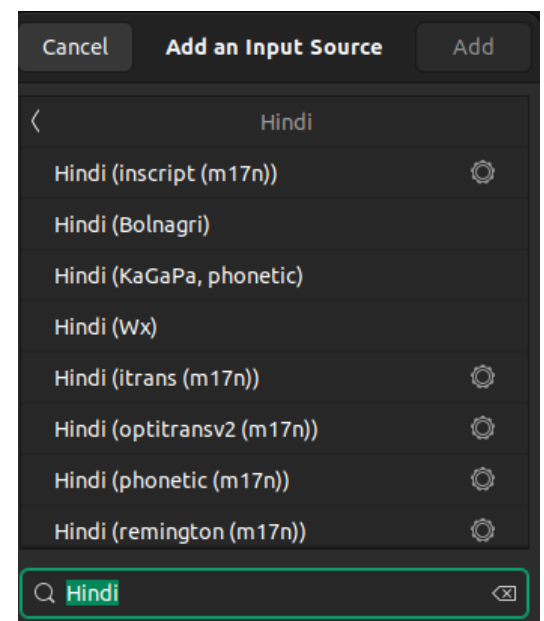 Cancel Add an Input Source Add
Hindi
Hindi (inscript (m17n))
Hindi (Bolnagri)
Hindi (KaGaPa, phonetic)
Hindi (Wx)
Hindi (itrans (m17n))
Hindi (optitransv2 (m17n))
Hindi (phonetic (m17n))
Hindi (remington (m17n))
Hindi